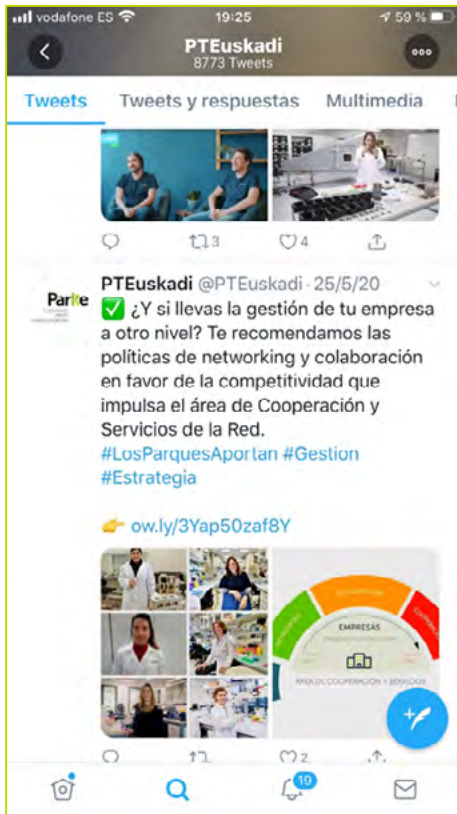 vodafone ES 19:25 59 %
PTEuskadi
8773 Tweets
Tweets Tweets y respuestas Multimedia
3 4
Parke
PTEuskadi @PTEuskadi · 25/5/20
✅ ¿Y si llevas la gestión de tu empresa
a otro nivel? Te recomendamos las
políticas de networking y colaboración
en favor de la competitividad que
impulsa el área de Cooperación y
Servicios de la Red.
#LosParquesAportan #Gestion
#Estrategia
👉 ow.ly/3Yap50zaf8Y
EMPRESAS
ÁREA DE COOPERACIÓN Y SERVICIOS
2
19